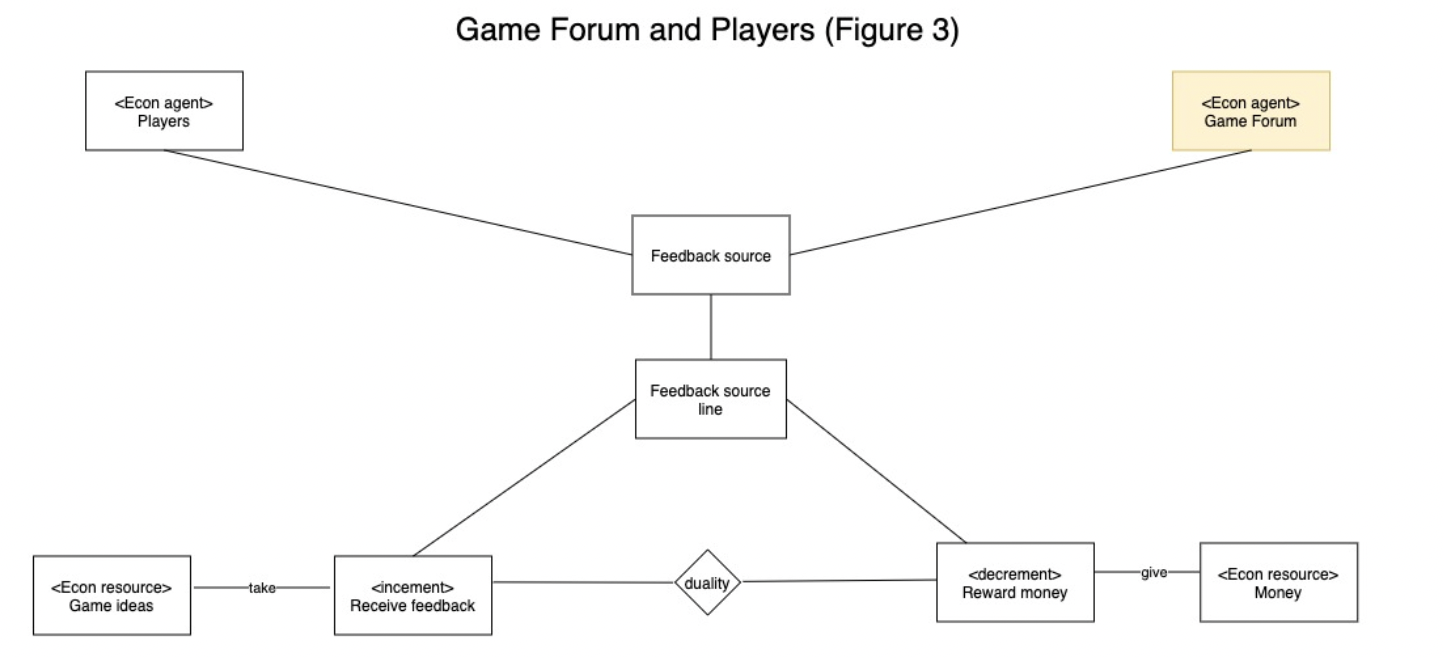 Game Forum and Players (Figure 3)
<Econ agent>
Players
<Econ agent>
Game Forum
Feedback source
Feedback source
line
<Econ resource>
Game ideas
take
<incement>
Receive feedback
duality
<decrement>
Reward money
give
<Econ resource>
Money